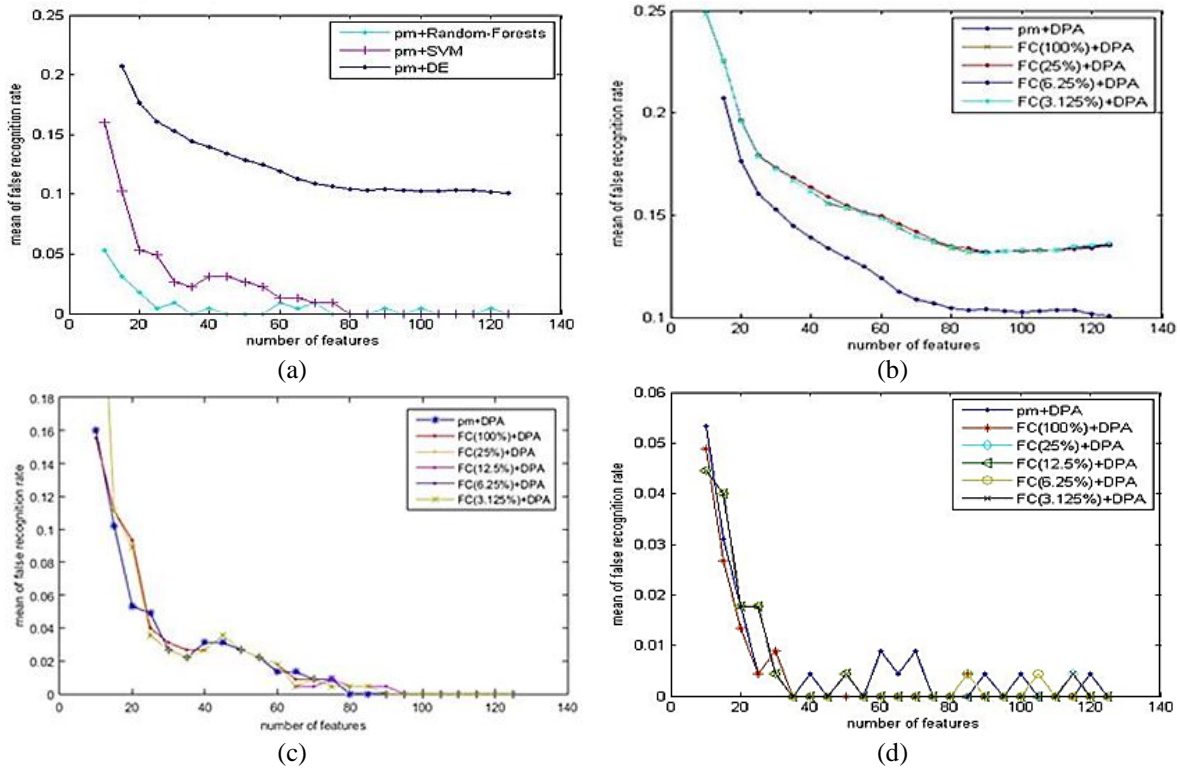 0.25
0.2
0.15
0.1
0.05
0
0 20 40 60 80 100 120 140
mean of false recognition rate
number of features
pm+Random-Forests
pm+SVM
pm+DE
(a)
0.25
0.2
0.15
0.1
0 20 40 60 80 100 120 140
mean of false recognition rate
number of features
pm+DPA
FC(100%)+DPA
FC(25%)+DPA
FC(6.25%)+DPA
FC(3.125%)+DPA
(b)
0.18
0.16
0.14
0.12
0.1
0.08
0.06
0.04
0.02
0
0 20 40 60 80 100 120 140
mean of false recognition rate
number of features
pm+DPA
FC(100%)+DPA
FC(25%)+DPA
FC(12.5%)+DPA
FC(6.25%)+DPA
FC(3.125%)+DPA
(c)
0.06
0.05
0.04
0.03
0.02
0.01
0
0 20 40 60 80 100 120 140
mean of false recognition rate
number of features
pm+DPA
FC(100%)+DPA
FC(25%)+DPA
FC(12.5%)+DPA
FC(6.25%)+DPA
FC(3.125%)+DPA
(d)